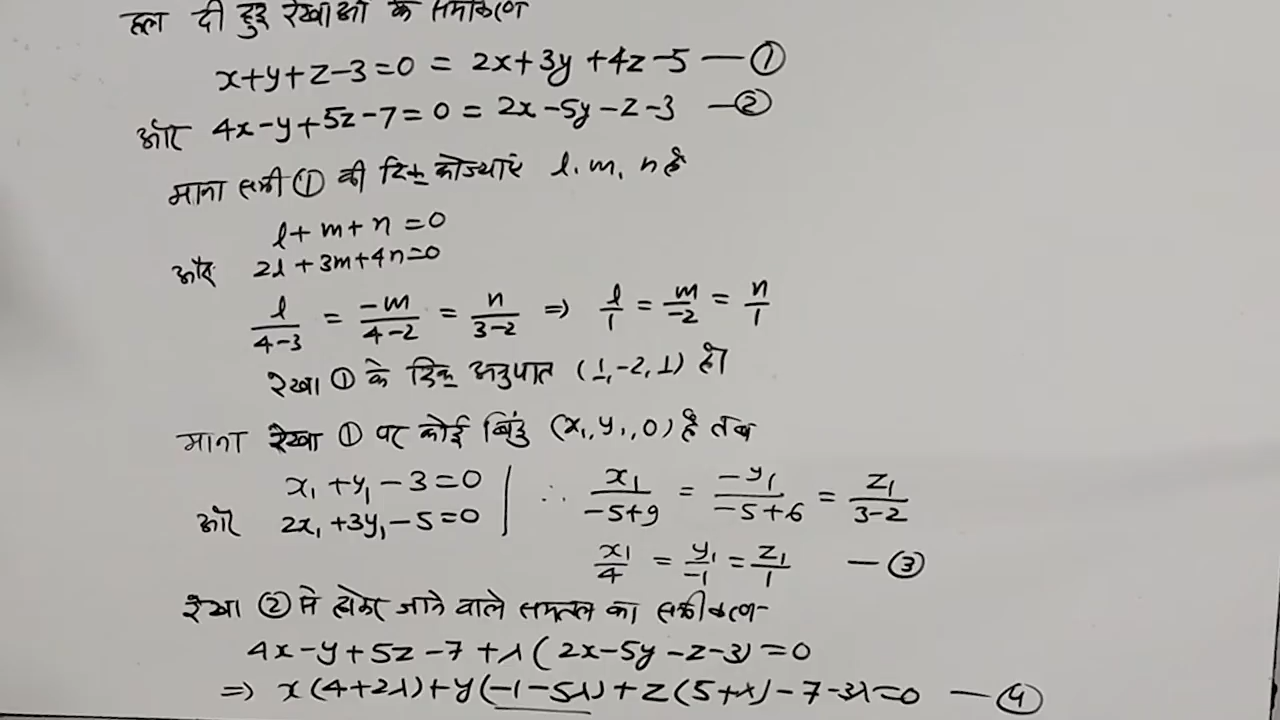 हल दी हुई रेखाओं के समीकरण
x+y+z-3=0 = 2x+3y+4z-5 —①
और 4x-y+5z-7=0 = 2x-5y-z-3 —②
माना समी ① की दिक् कोज्याएं l, m, n है
l+m+n=0
और 2l+3m+4n=0
l/(4-3) = -m/(4-2) = n/(3-2) ⇒ l/1 = m/-2 = n/1
रेखा ① के दिक् अनुपात (1,-2,1) है।
माना रेखा ① पर कोई बिंदु (x₁, y₁, 0) है तब
x₁+y₁-3=0 | ∴ x₁/(-5+9) = -y₁/(-5+6) = z₁/(3-2)
और 2x₁+3y₁-5=0
x₁/4 = y₁/-1 = z₁/1 —③
रेखा ② से होकर जाने वाले समतल का समीकरण-
4x-y+5z-7+λ(2x-5y-z-3)=0
⇒ x(4+2λ)+y(-1-5λ)+z(5+λ)-7-3λ=0 —④